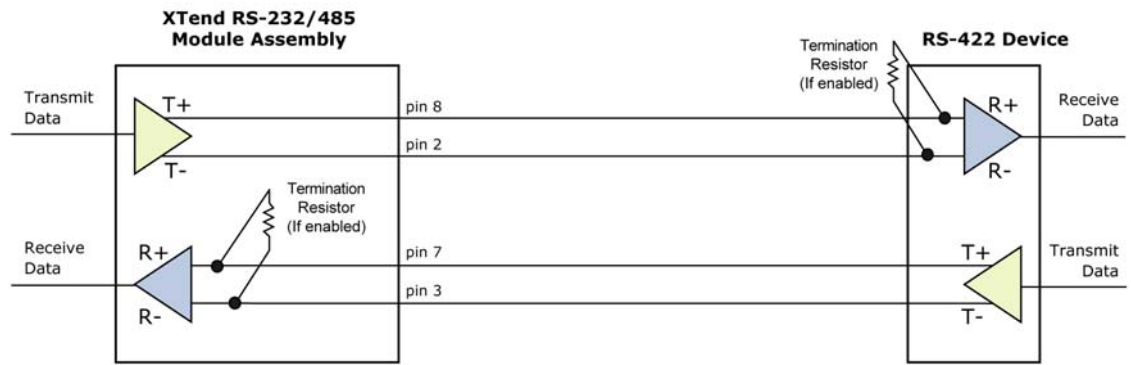 XTend RS-232/485
Module Assembly
RS-422 Device
Termination
Resistor
(If enabled)
Transmit
Data
T+
T-
pin 8
pin 2
R+
R-
Receive
Data
Termination
Resistor
(If enabled)
Receive
Data
R+
R-
pin 7
pin 3
T+
T-
Transmit
Data